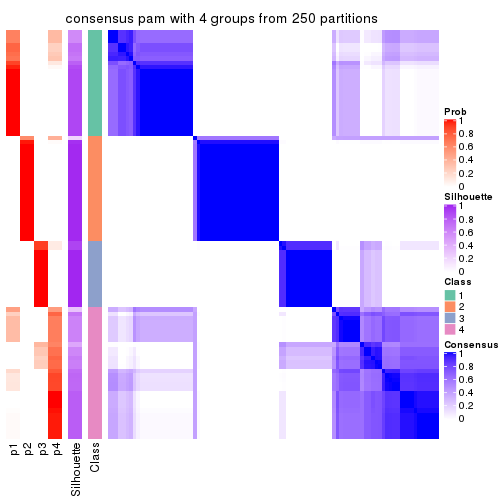 consensus pam with 4 groups from 250 partitions
Prob
1
0.8
0.6
0.4
0.2
0
Silhouette
1
0.8
0.6
0.4
0.2
0
Class
1
2
3
4
Consensus
1
0.8
0.6
0.4
0.2
0
p1
p2
p3
p4
Silhouette
Class